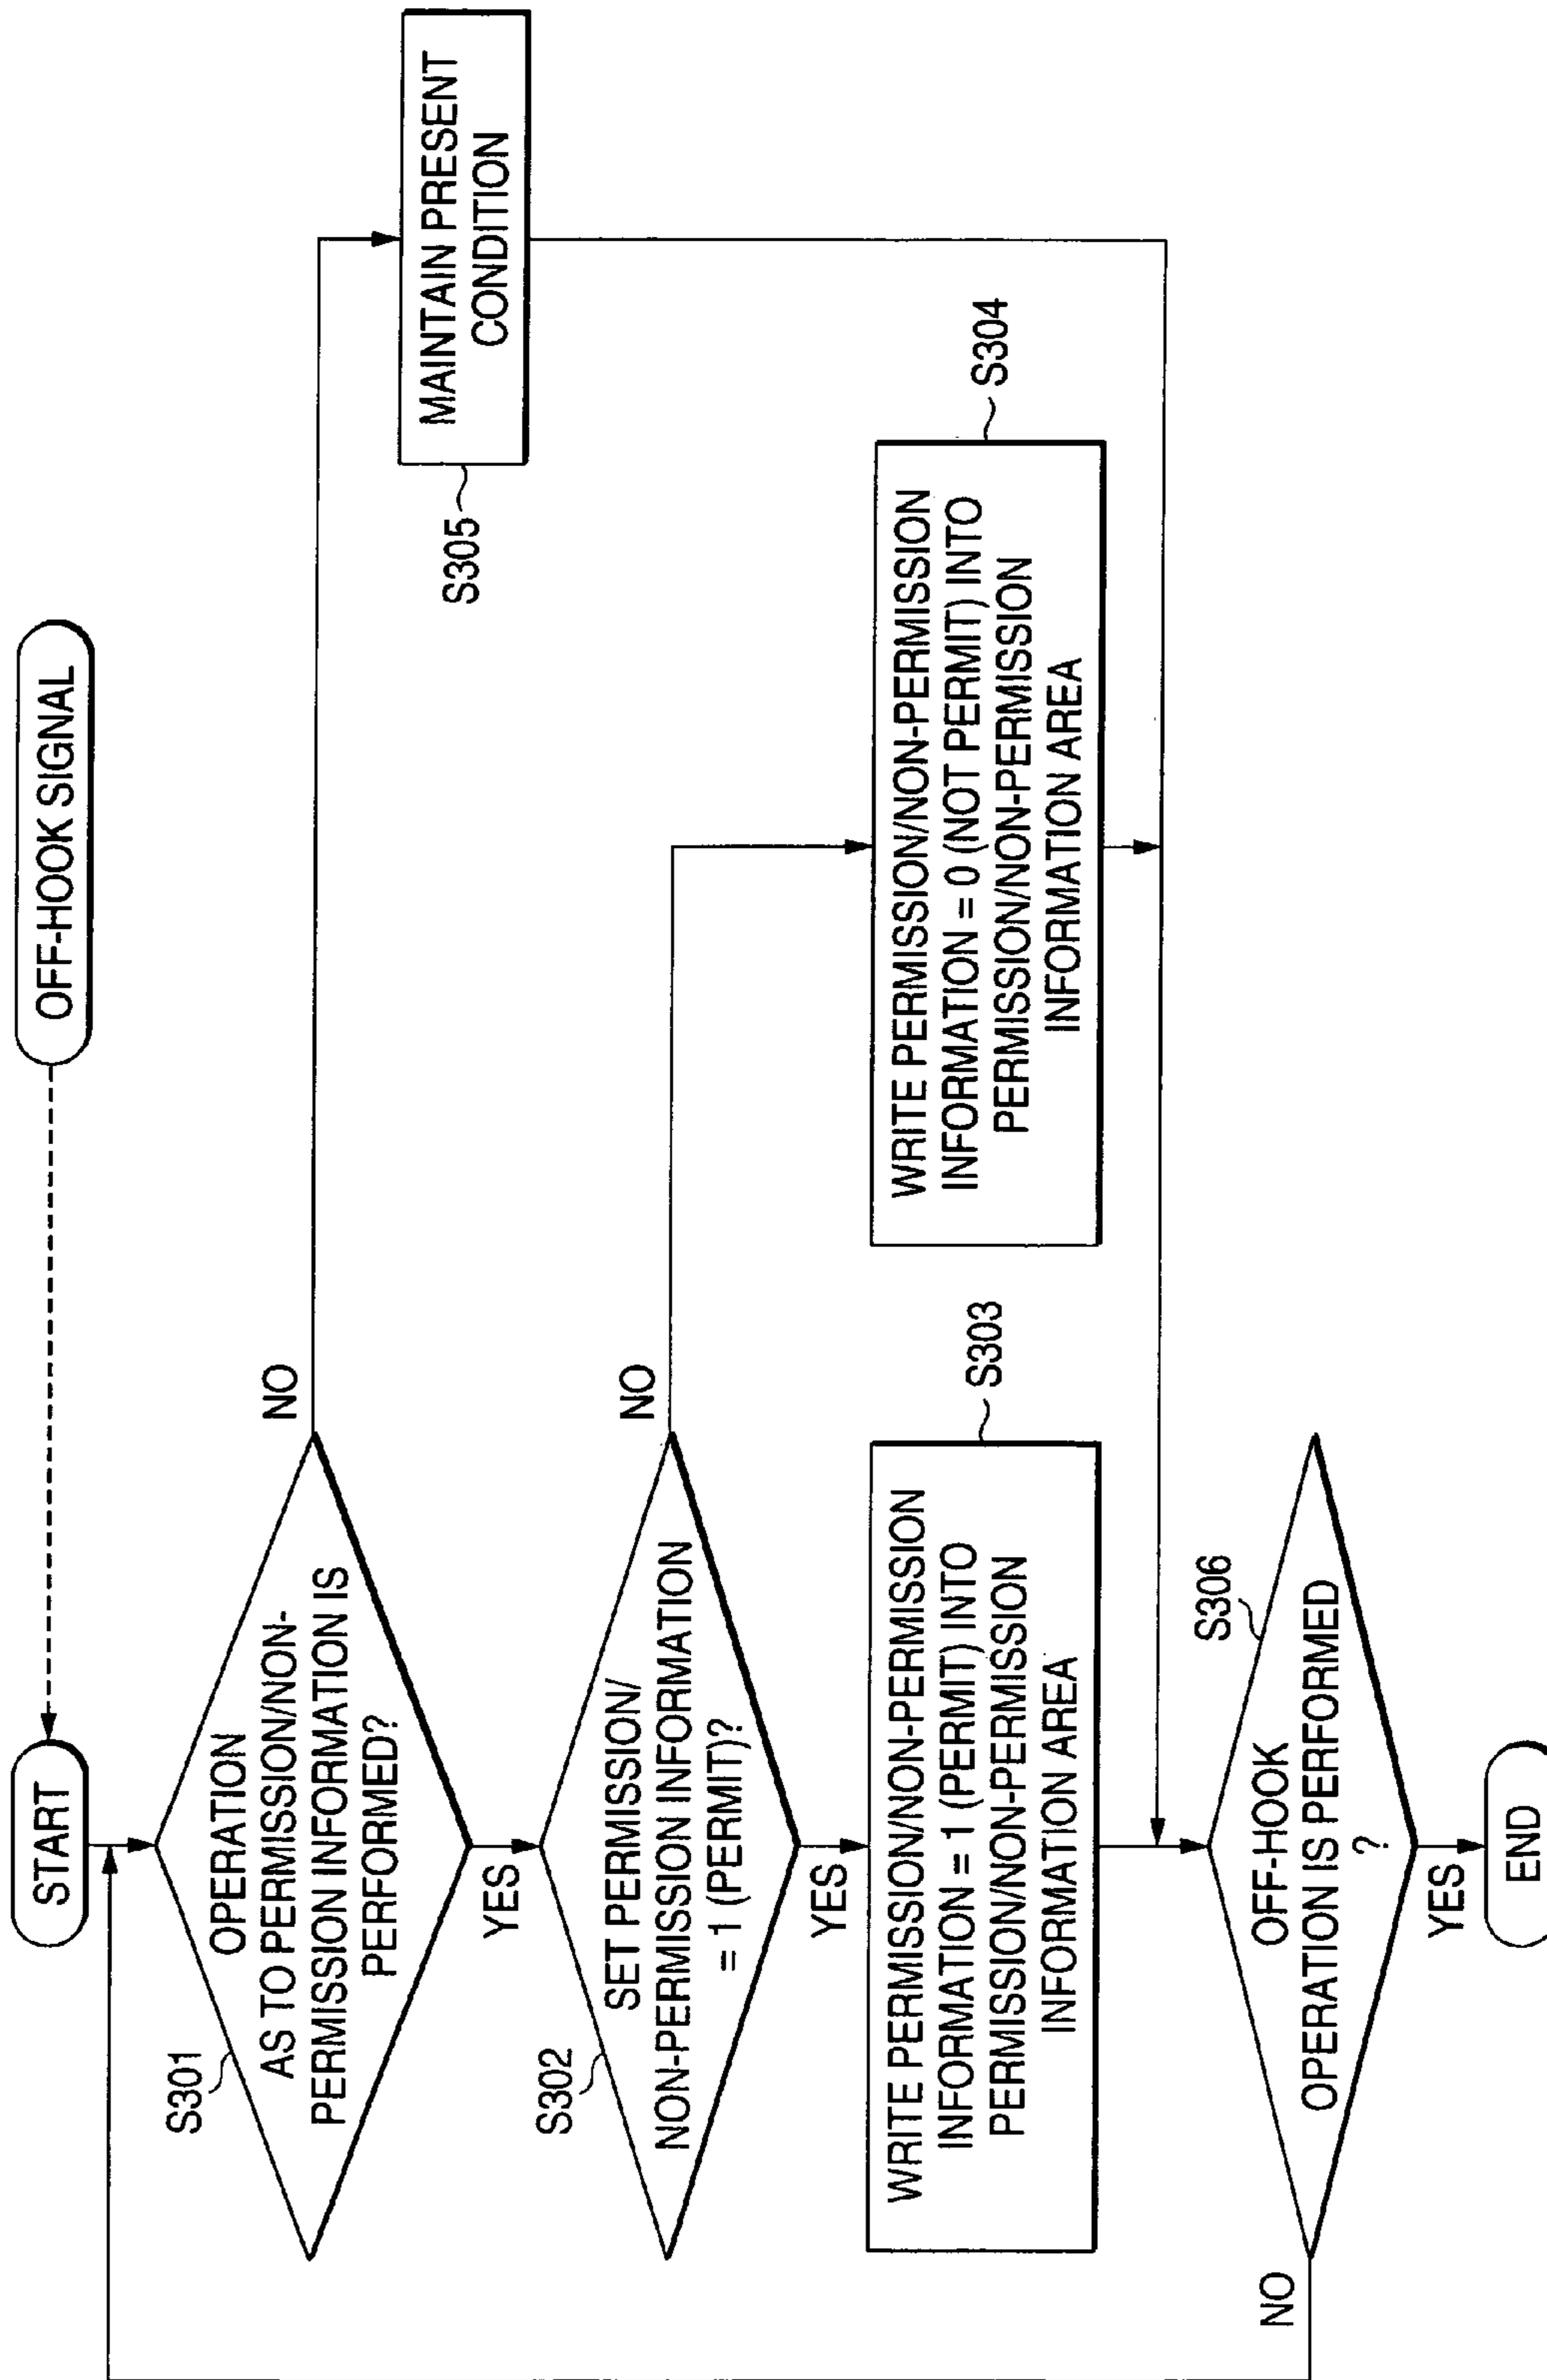 START
OFF-HOOK SIGNAL
S301
OPERATION
AS TO PERMISSION/NON-
PERMISSION INFORMATION IS
PERFORMED?
NO
YES
S302
SET PERMISSION/
NON-PERMISSION INFORMATION
= 1 (PERMIT)?
NO
YES
S305
MAINTAIN PRESENT
CONDITION
S303
WRITE PERMISSION/NON-PERMISSION
INFORMATION = 1 (PERMIT) INTO
PERMISSION/NON-PERMISSION
INFORMATION AREA
S304
WRITE PERMISSION/NON-PERMISSION
INFORMATION = 0 (NOT PERMIT) INTO
PERMISSION/NON-PERMISSION
INFORMATION AREA
S306
OFF-HOOK
OPERATION IS PERFORMED
?
NO
YES
END